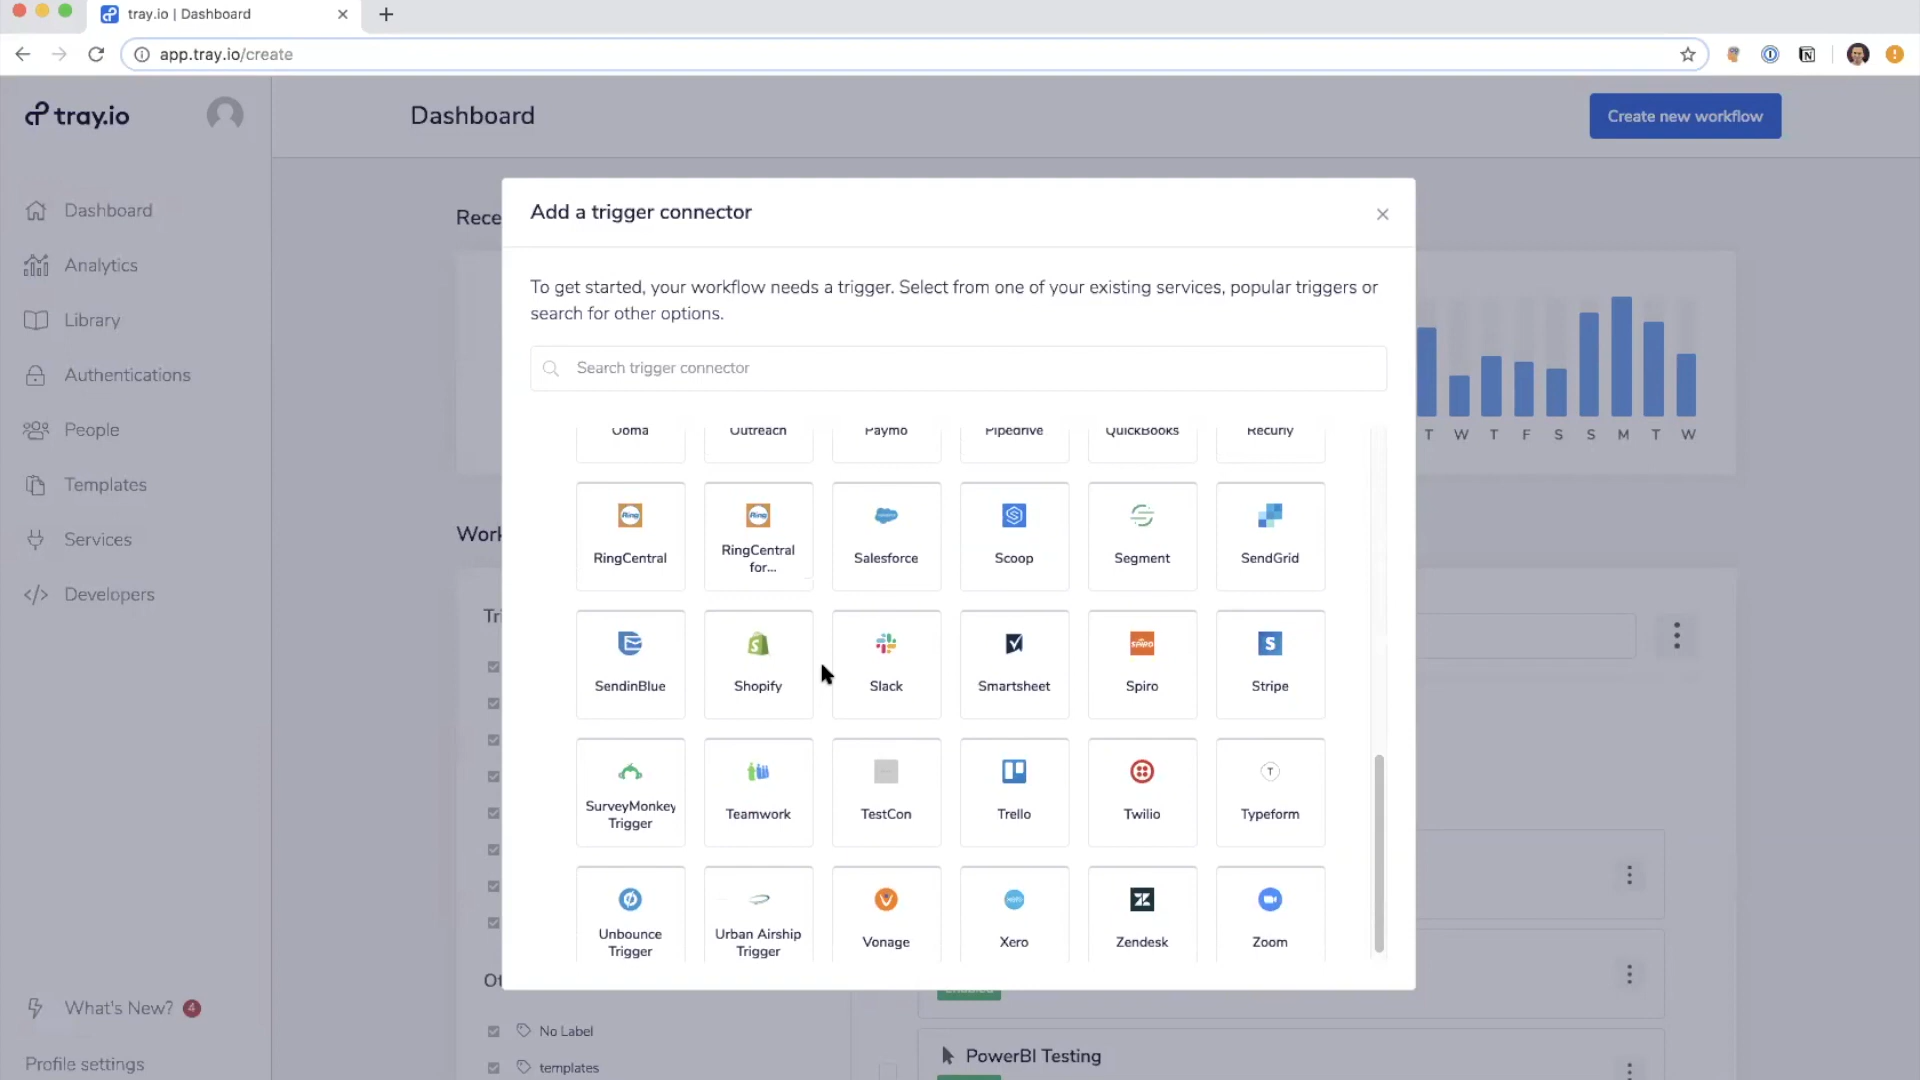 tray.io | Dashboard
app.tray.io/create
tray.io
Dashboard
Create new workflow
Dashboard
Analytics
Library
Authentications
People
Templates
Services
Developers
What's New? 4
Profile settings
Rece
Work
Tri
Ot
No Label
templates
Add a trigger connector
To get started, your workflow needs a trigger. Select from one of your existing services, popular triggers or
search for other options.
Search trigger connector
Ooma Outreach Paymo Pipedrive QuickBooks Recurly
RingCentral
RingCentral
for...
Salesforce
Scoop
Segment
SendGrid
SendinBlue
Shopify
Slack
Smartsheet
Spiro
Stripe
SurveyMonkey
Trigger
Teamwork
TestCon
Trello
Twilio
Typeform
Unbounce
Trigger
Urban Airship
Trigger
Vonage
Xero
Zendesk
Zoom
T W T F S S M T W
Enabled
PowerBI Testing